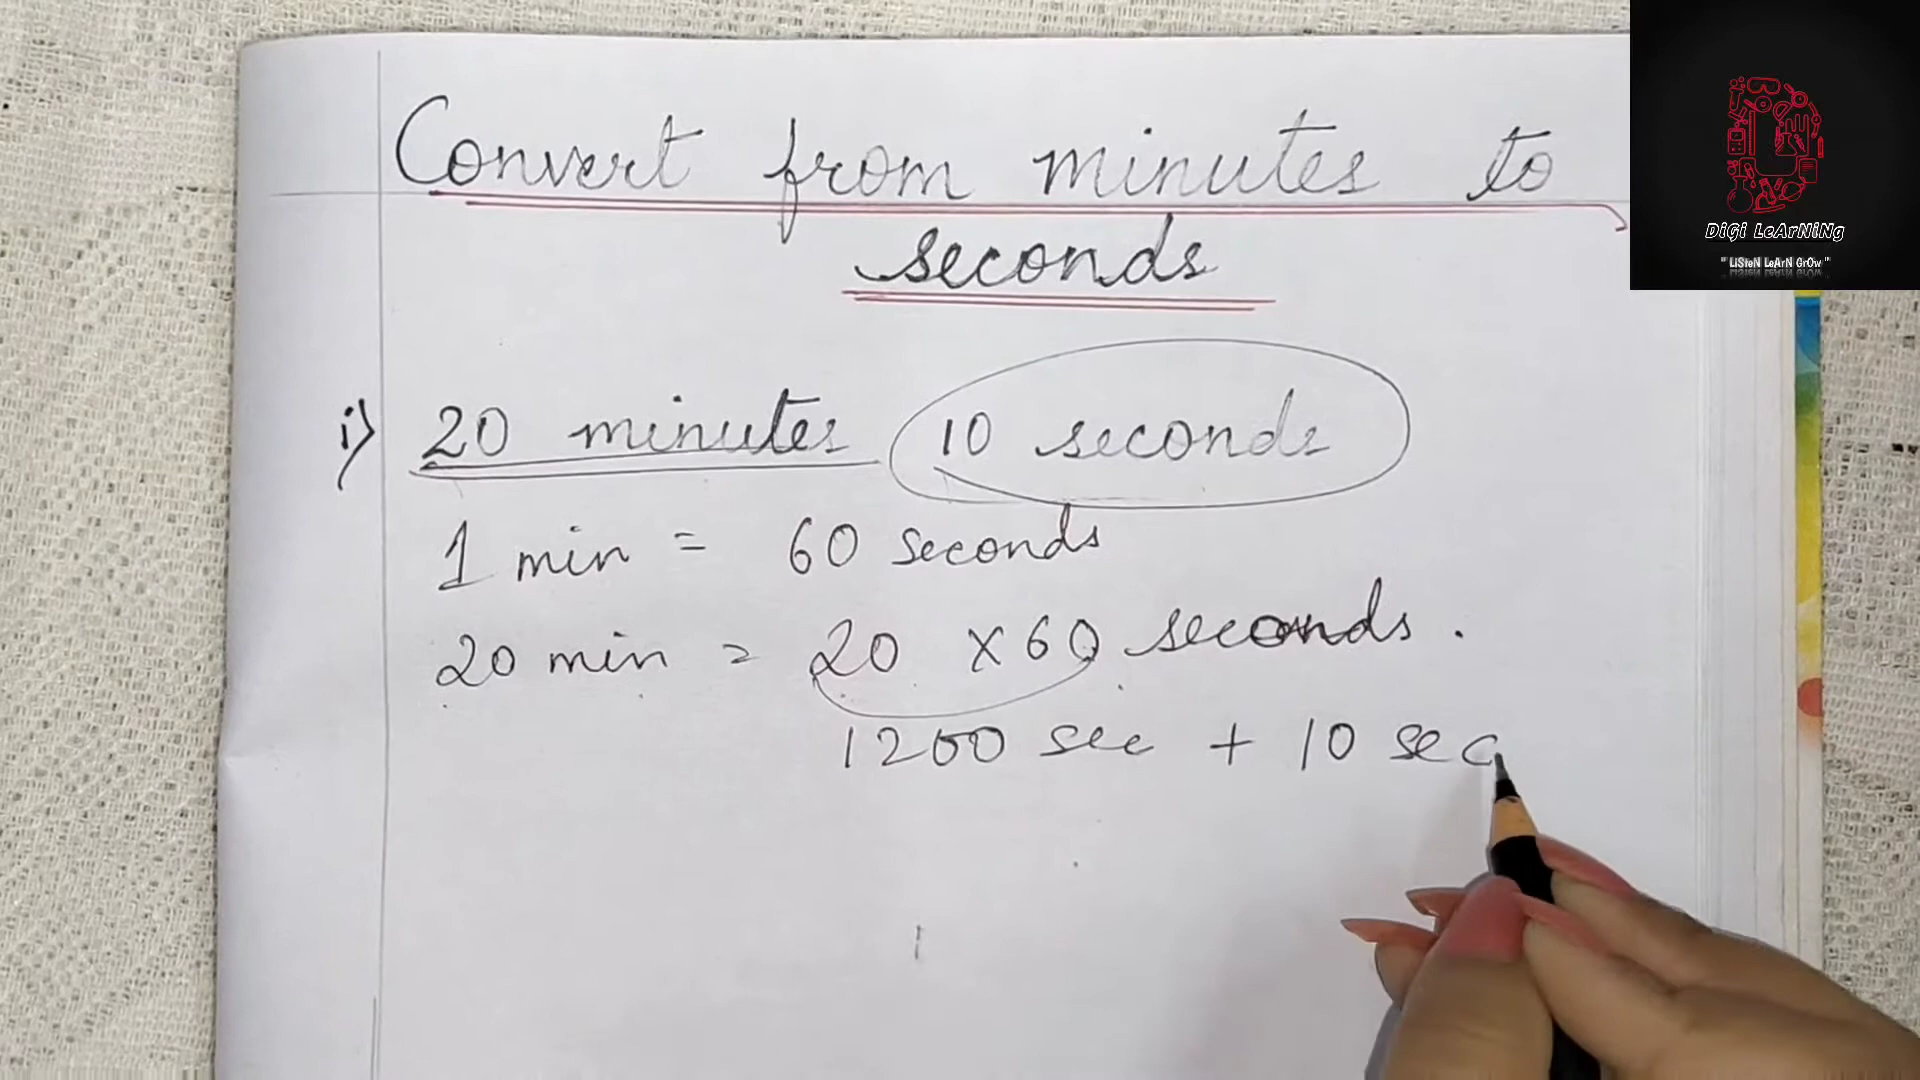 Convert from minutes to
seconds
i) 20 minutes 10 seconds
1 min = 60 seconds
20 min = 20 x 60 seconds.
1200 sec + 10 sec
DiGi LeArNiNg
" LiSteN LeArN GrOw "